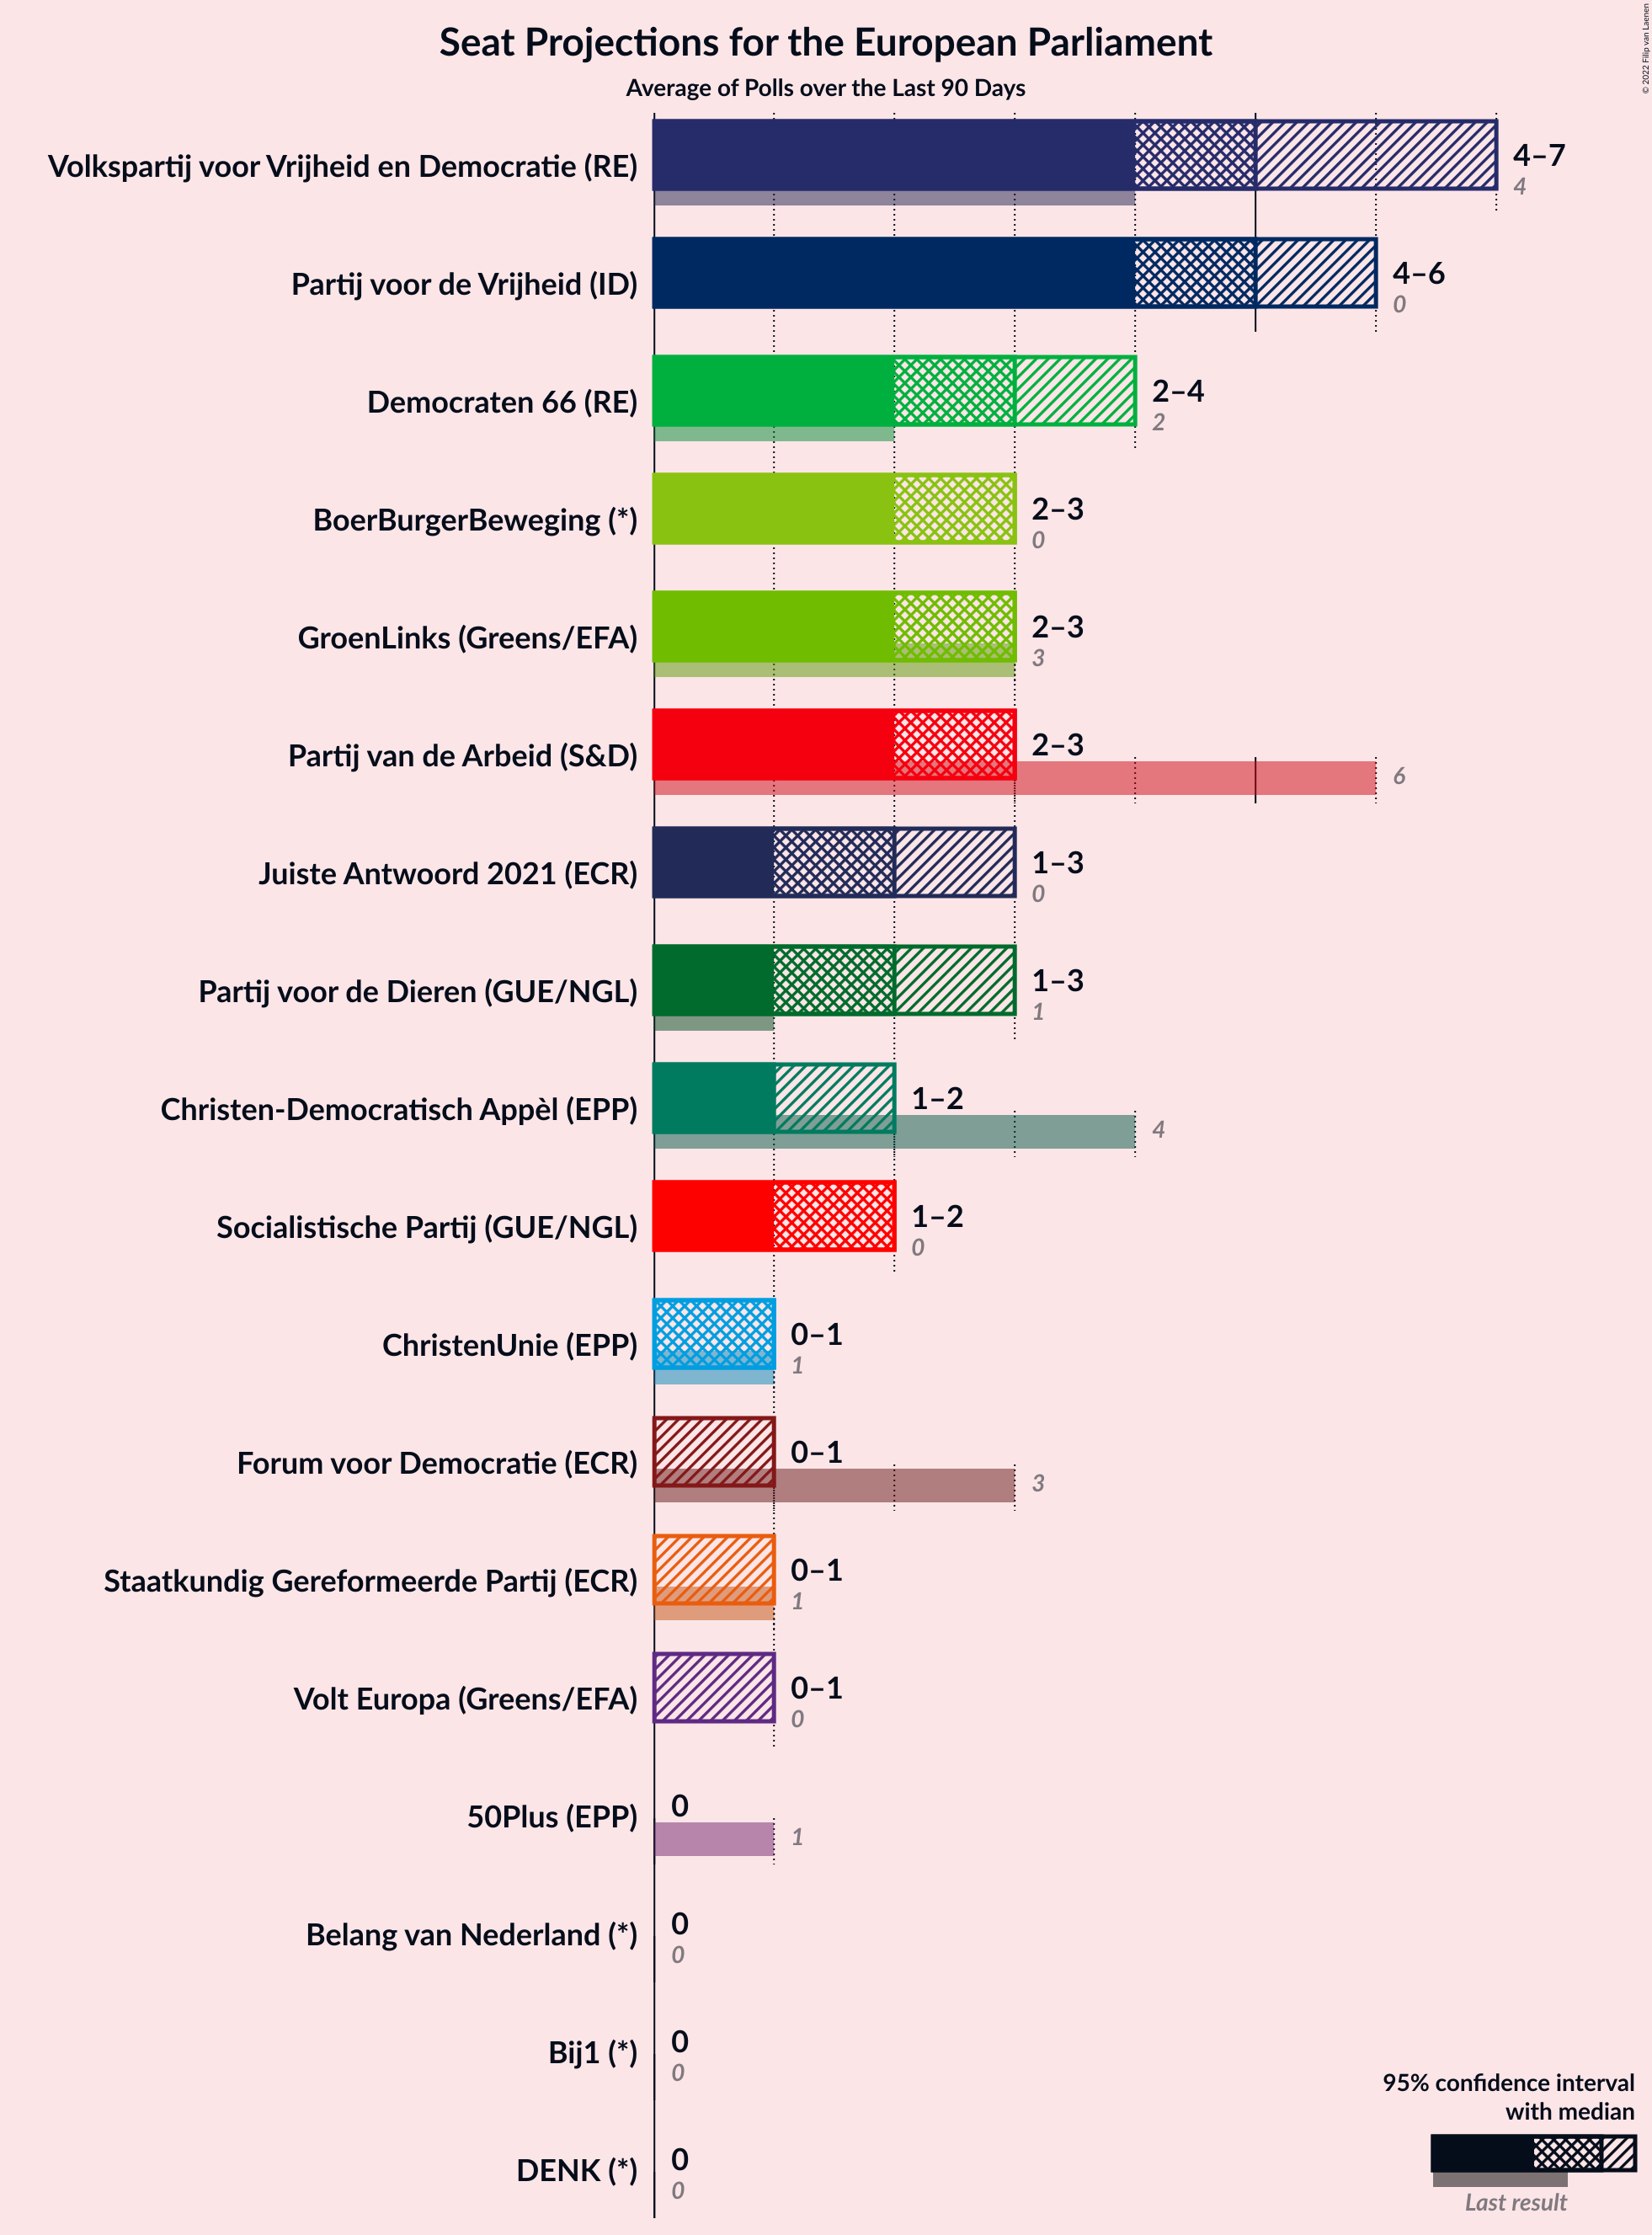 Seat Projections for the European Parliament
Average of Polls over the Last 90 Days
© 2022 Filip van Laenen
Volkspartij voor Vrijheid en Democratie (RE)
4–7
4
Partij voor de Vrijheid (ID)
4–6
0
Democraten 66 (RE)
2–4
2
BoerBurgerBeweging (*)
2–3
0
GroenLinks (Greens/EFA)
2–3
3
Partij van de Arbeid (S&D)
2–3
6
Juiste Antwoord 2021 (ECR)
1–3
0
Partij voor de Dieren (GUE/NGL)
1–3
1
Christen-Democratisch Appèl (EPP)
1–2
4
Socialistische Partij (GUE/NGL)
1–2
0
ChristenUnie (EPP)
0–1
1
Forum voor Democratie (ECR)
0–1
3
Staatkundig Gereformeerde Partij (ECR)
0–1
1
Volt Europa (Greens/EFA)
0–1
0
50Plus (EPP)
0
1
Belang van Nederland (*)
0
0
Bij1 (*)
0
0
DENK (*)
0
0
95% confidence interval
with median
Last result